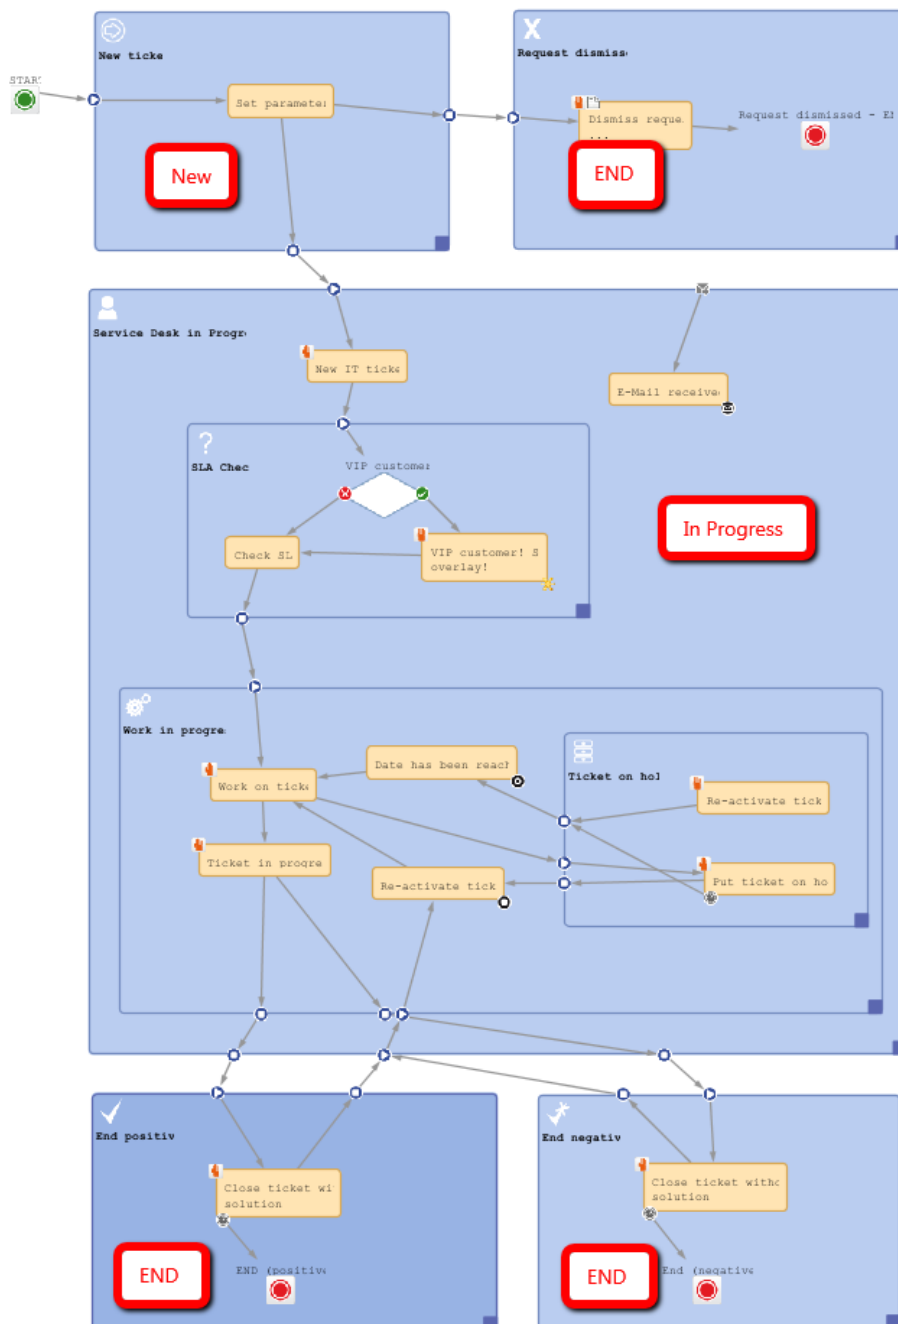 New ticke
Request dismiss
START
Set parameter
Dismiss reque.
...
Request dismissed - EN
New
END
Service Desk in Progr
New IT ticke
E-Mail receive
SLA Chec
VIP customer
In Progress
Check SL
VIP customer! S
overlay!
Work in progre
Date has been reach
Ticket on hol
Work on ticke
Re-activate tick
Ticket in progre
Re-activate tick
Put ticket on ho
End positiv
End negativ
Close ticket wi
solution
Close ticket witho
solution
END (positive
End (negative
END
END